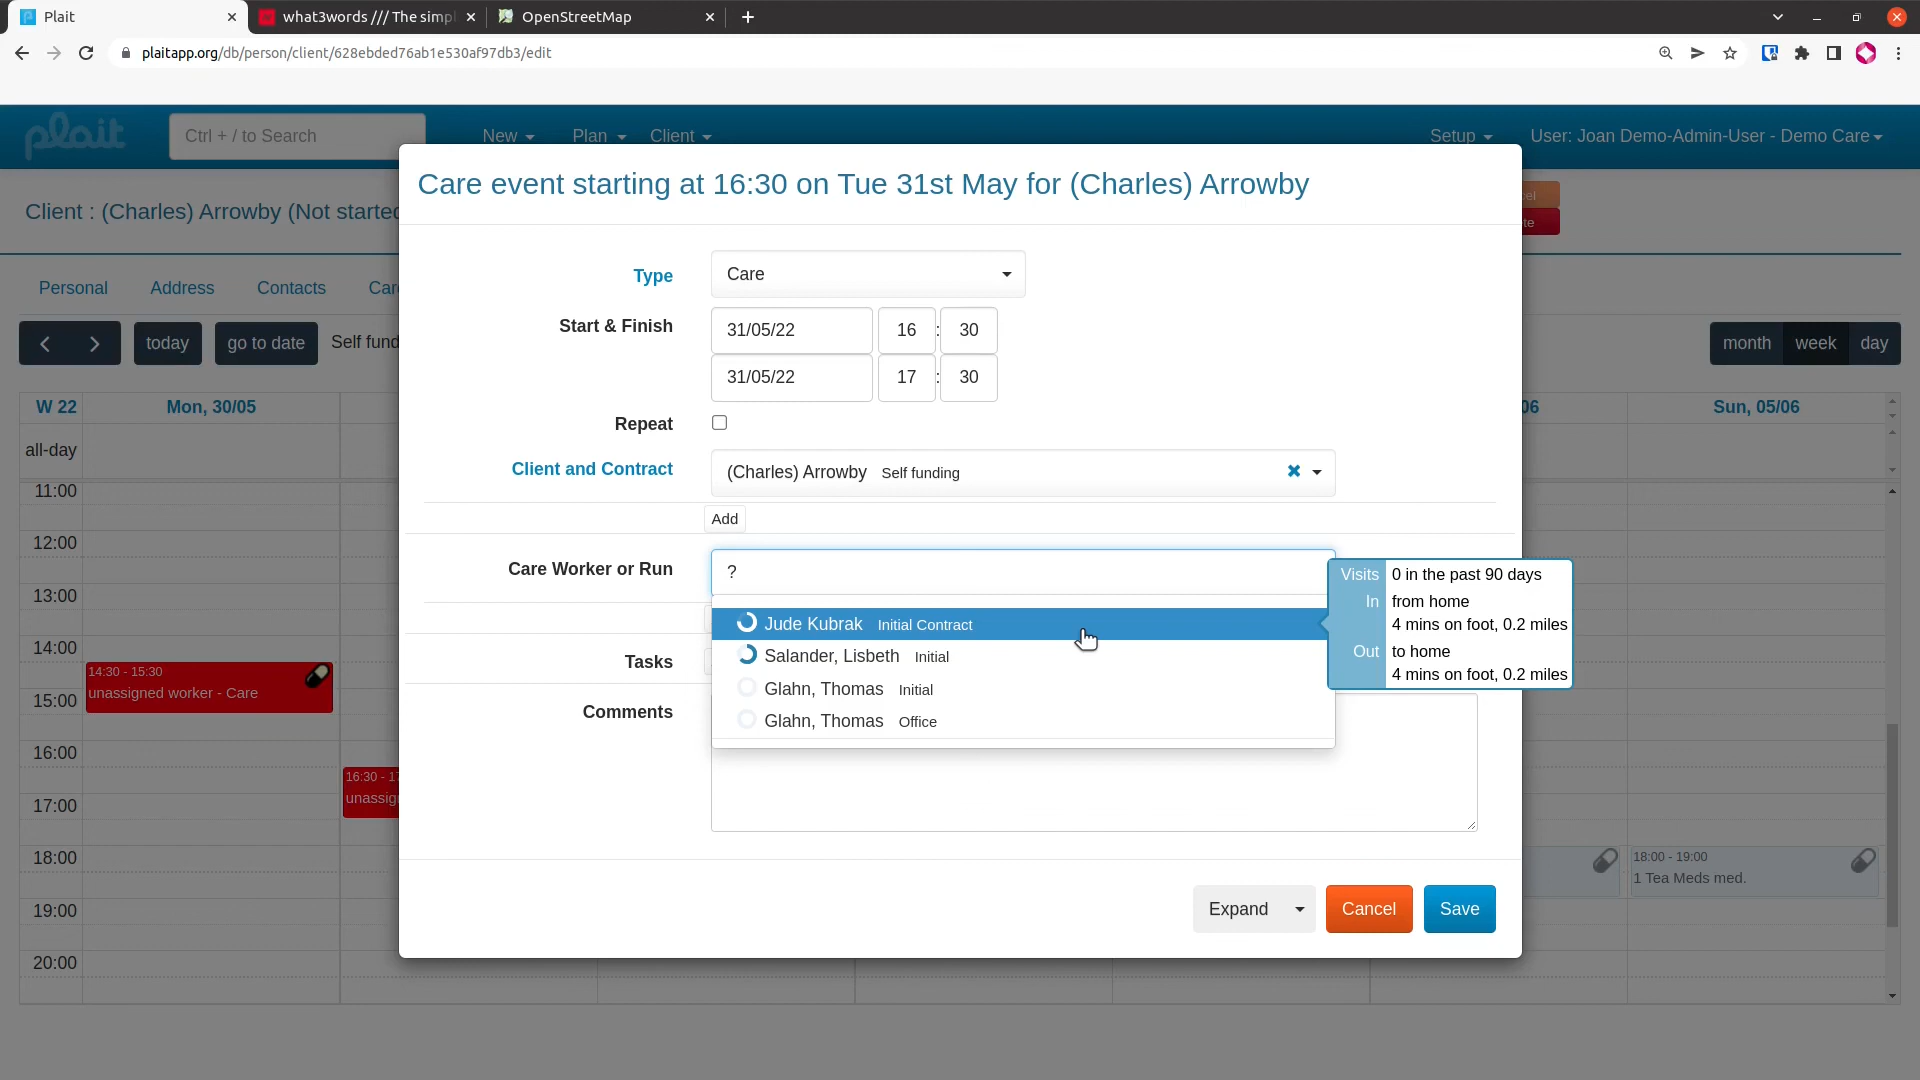 Plait
what3words /// The simpl
OpenStreetMap
plaitapp.org/db/person/client/628ebded76ab1e530af97db3/edit
plait
Ctrl + / to Search
New
Plan
Client
Setup
User: Joan Demo-Admin-User - Demo Care
Client : (Charles) Arrowby (Not started
Care event starting at 16:30 on Tue 31st May for (Charles) Arrowby
Personal
Address
Contacts
today
go to date
Self fund
month
week
day
W 22
Mon, 30/05
06
Sun, 05/06
all-day
11:00
12:00
13:00
14:00
15:00
16:00
17:00
18:00
19:00
20:00
14:30 - 15:30
unassigned worker - Care
16:30 - 17
unassig
18:00 - 19:00
1 Tea Meds med.
Type
Care
Start & Finish
31/05/22 16 : 30
31/05/22 17 : 30
Repeat
Client and Contract
(Charles) Arrowby Self funding
Add
Care Worker or Run
?
Jude Kubrak Initial Contract
Salander, Lisbeth Initial
Glahn, Thomas Initial
Glahn, Thomas Office
Visits 0 in the past 90 days
In from home
4 mins on foot, 0.2 miles
Out to home
4 mins on foot, 0.2 miles
Tasks
Comments
Expand
Cancel
Save